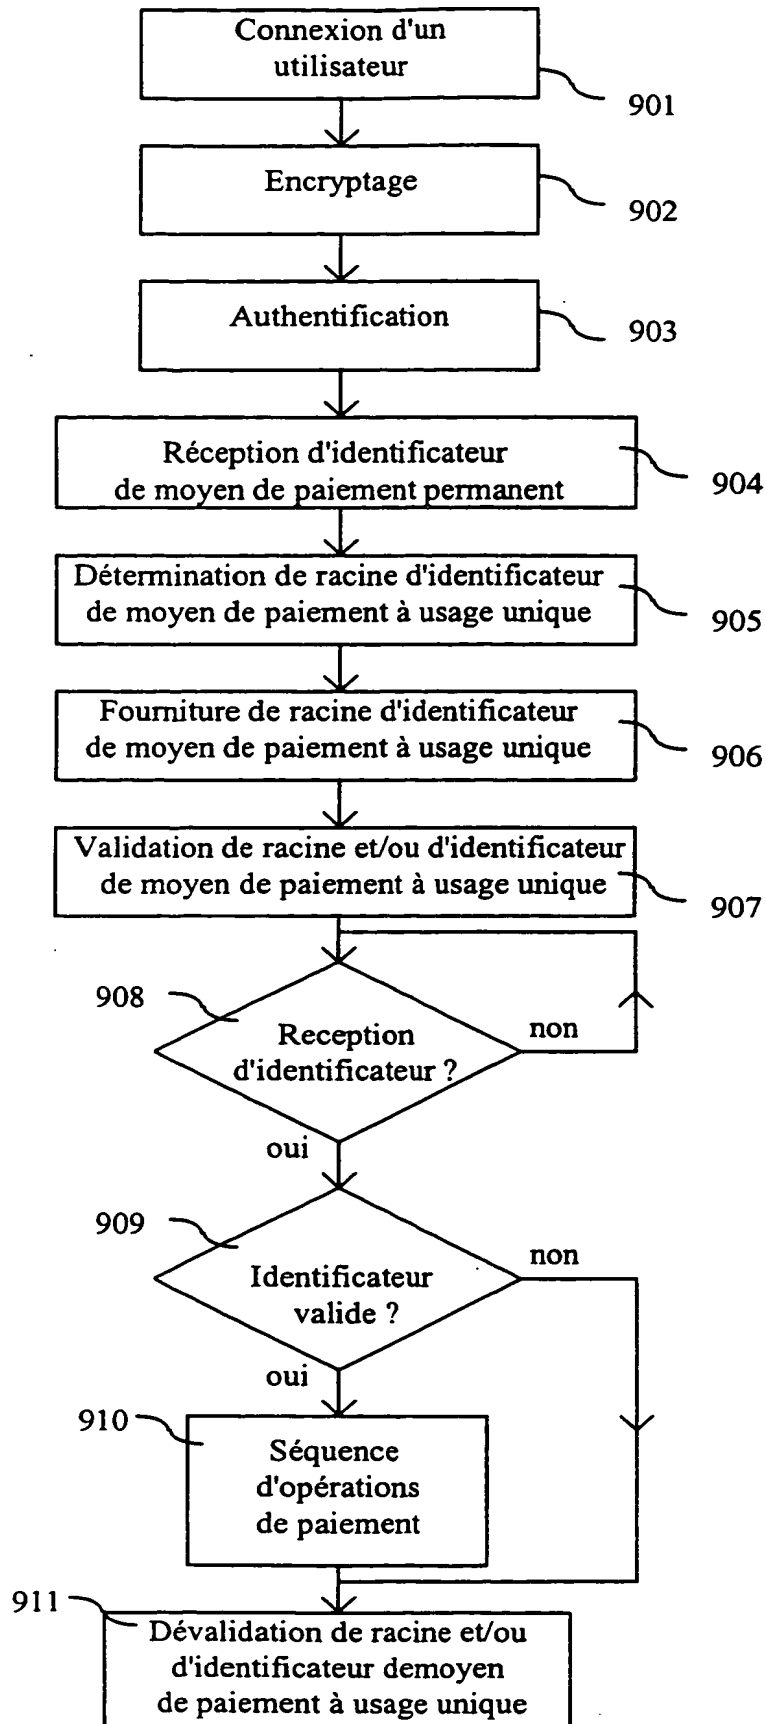 Connexion d'un
utilisateur
901
Encryptage
902
Authentification
903
Réception d'identificateur
de moyen de paiement permanent
904
Détermination de racine d'identificateur
de moyen de paiement à usage unique
905
Fourniture de racine d'identificateur
de moyen de paiement à usage unique
906
Validation de racine et/ou d'identificateur
de moyen de paiement à usage unique
907
908
Reception
d'identificateur ?
non
oui
909
Identificateur
valide ?
non
oui
910
Séquence
d'opérations
de paiement
911
Dévalidation de racine et/ou
d'identificateur demoyen
de paiement à usage unique